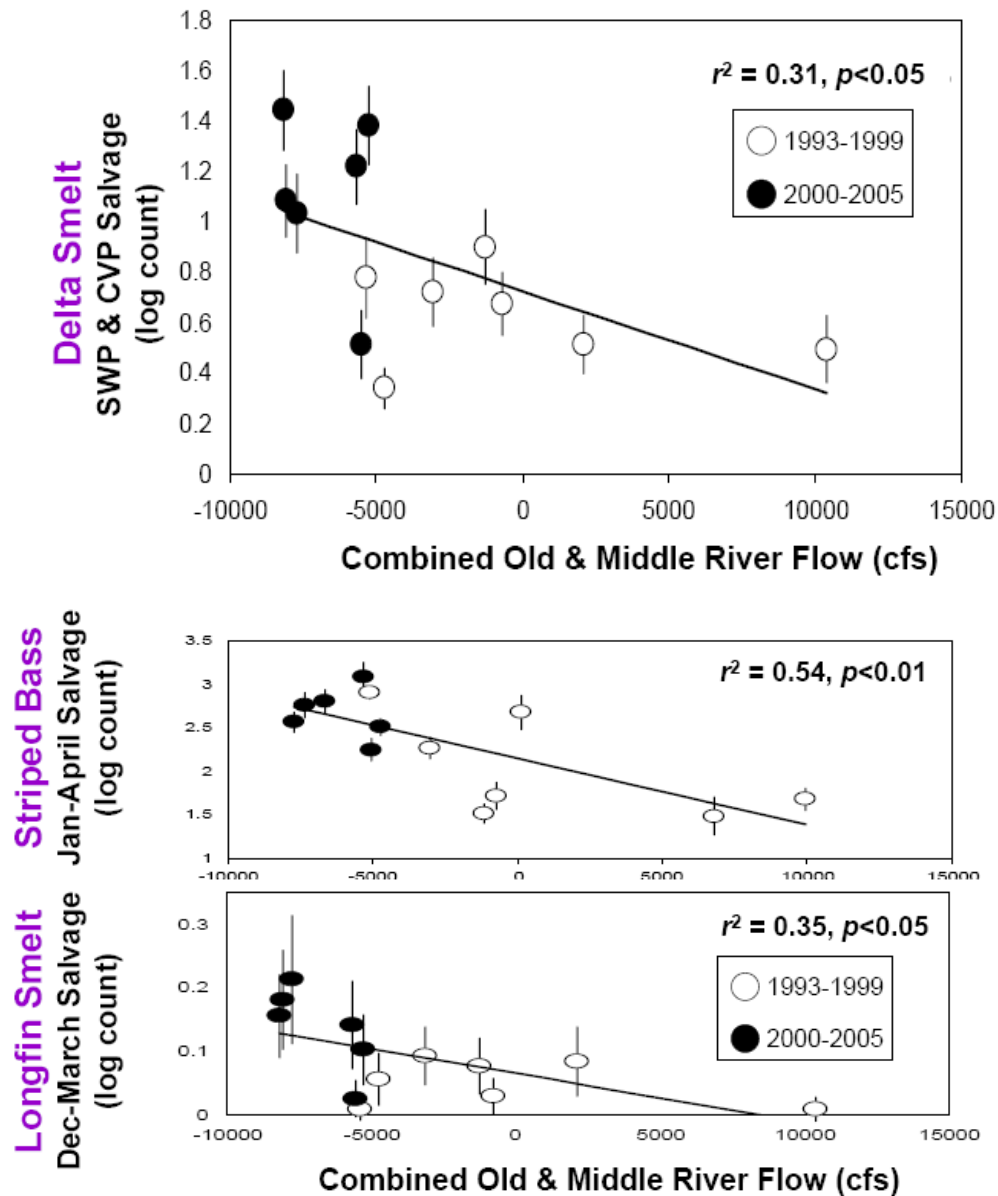 Delta Smelt
SWP & CVP Salvage
(log count)
1.8
1.6
1.4
1.2
1
0.8
0.6
0.4
0.2
0
r² = 0.31, p<0.05
1993-1999
2000-2005
-10000 -5000 0 5000 10000 15000
Combined Old & Middle River Flow (cfs)
Striped Bass
Jan-April Salvage
(log count)
3.5
3
2.5
2
1.5
1
r² = 0.54, p<0.01
-10000 -5000 0 5000 10000 15000
Longfin Smelt
Dec-March Salvage
(log count)
0.3
0.2
0.1
0
r² = 0.35, p<0.05
1993-1999
2000-2005
-10000 -5000 0 5000 10000 15000
Combined Old & Middle River Flow (cfs)